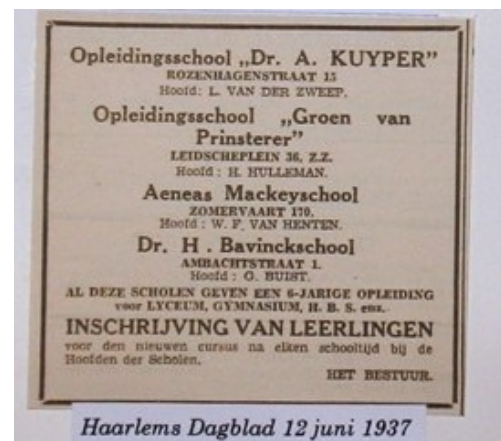 Opleidingsschool „Dr. A. KUYPER”
ROZENHAGENSTRAAT 15
Hoofd: L. VAN DER ZWEEP.
Opleidingsschool „Groen van
Prinsterer”
LEIDSCHEPLEIN 36, Z.Z.
Hoofd : H. HULLEMAN.
Aeneas Mackeyschool
ZOMERVAART 170.
Hoofd : W. F. VAN HENTEN.
Dr. H . Bavinckschool
AMBACHTSTRAAT 1.
Hoofd : G. BUIST.
AL DEZE SCHOLEN GEVEN EEN 6-JARIGE OPLEIDING
voor LYCEUM, GYMNASIUM, H. B. S. enz.
INSCHRIJVING VAN LEERLINGEN
voor den nieuwen cursus na elken schooltijd bij de
Hoofden der Scholen.
HET BESTUUR.
Haarlems Dagblad 12 juni 1937